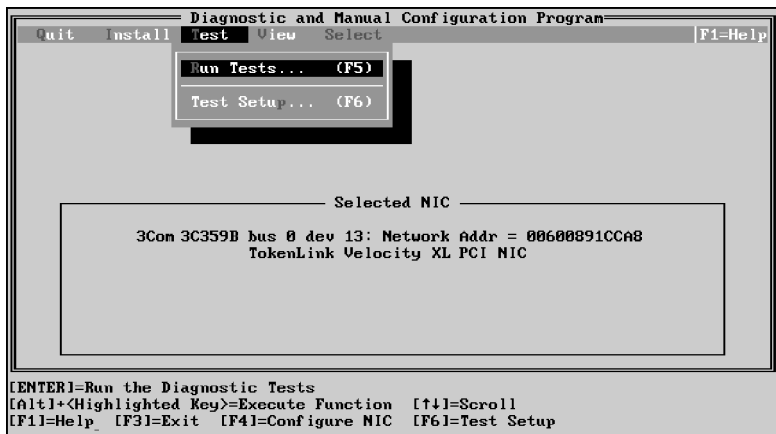 Diagnostic and Manual Configuration Program
Quit Install Test View Select F1=Help
Run Tests... (F5)
Test Setup... (F6)
Selected NIC
3Com 3C359B bus 0 dev 13: Network Addr = 00600891CCA8
TokenLink Velocity XL PCI NIC
[ENTER]=Run the Diagnostic Tests
[Alt]+<Highlighted Key>=Execute Function [↑↓]=Scroll
[F1]=Help_ [F3]=Exit [F4]=Configure NIC [F6]=Test Setup